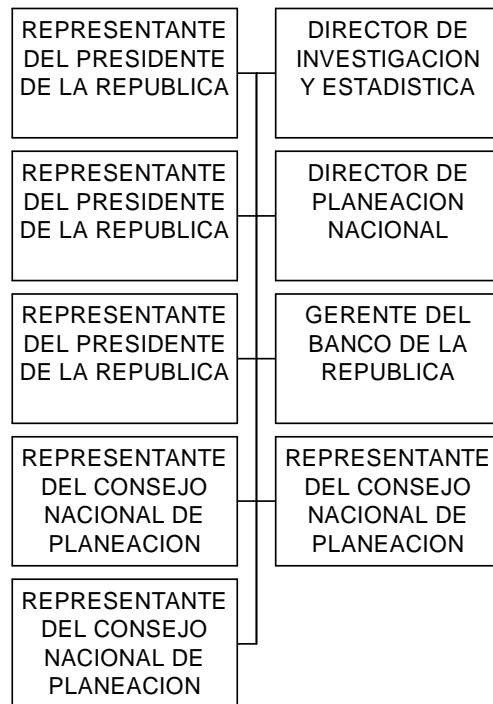 REPRESENTANTE
DEL PRESIDENTE
DE LA REPUBLICA
DIRECTOR DE
INVESTIGACION
Y ESTADISTICA
REPRESENTANTE
DEL PRESIDENTE
DE LA REPUBLICA
DIRECTOR DE
PLANEACION
NACIONAL
REPRESENTANTE
DEL PRESIDENTE
DE LA REPUBLICA
GERENTE DEL
BANCO DE LA
REPUBLICA
REPRESENTANTE
DEL CONSEJO
NACIONAL DE
PLANEACION
REPRESENTANTE
DEL CONSEJO
NACIONAL DE
PLANEACION
REPRESENTANTE
DEL CONSEJO
NACIONAL DE
PLANEACION